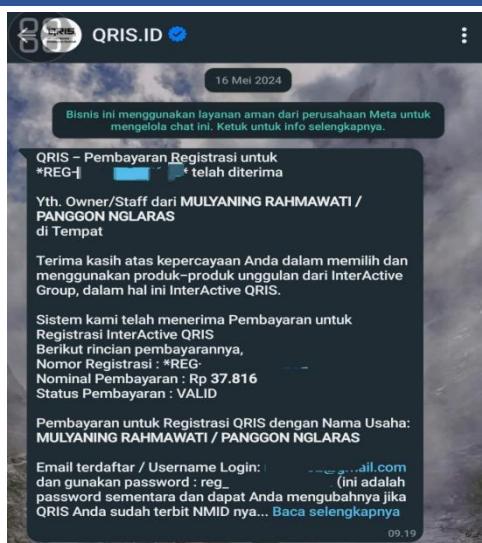 QRIS.ID
16 Mei 2024
Bisnis ini menggunakan layanan aman dari perusahaan Meta untuk
mengelola chat ini. Ketuk untuk info selengkapnya.
QRIS – Pembayaran Registrasi untuk
*REG-* telah diterima
Yth. Owner/Staff dari MULYANING RAHMAWATI /
PANGGON NGLARAS
di Tempat
Terima kasih atas kepercayaan Anda dalam memilih dan
menggunakan produk-produk unggulan dari InterActive
Group, dalam hal ini InterActive QRIS.
Sistem kami telah menerima Pembayaran untuk
Registrasi InterActive QRIS
Berikut rincian pembayarannya,
Nomor Registrasi : *REG-
Nominal Pembayaran : Rp 37.816
Status Pembayaran : VALID
Pembayaran untuk Registrasi QRIS dengan Nama Usaha:
MULYANING RAHMAWATI / PANGGON NGLARAS
Email terdaftar / Username Login: ail.com
dan gunakan password : reg_ (ini adalah
password sementara dan dapat Anda mengubahnya jika
QRIS Anda sudah terbit NMID nya... Baca selengkapnya
09.19